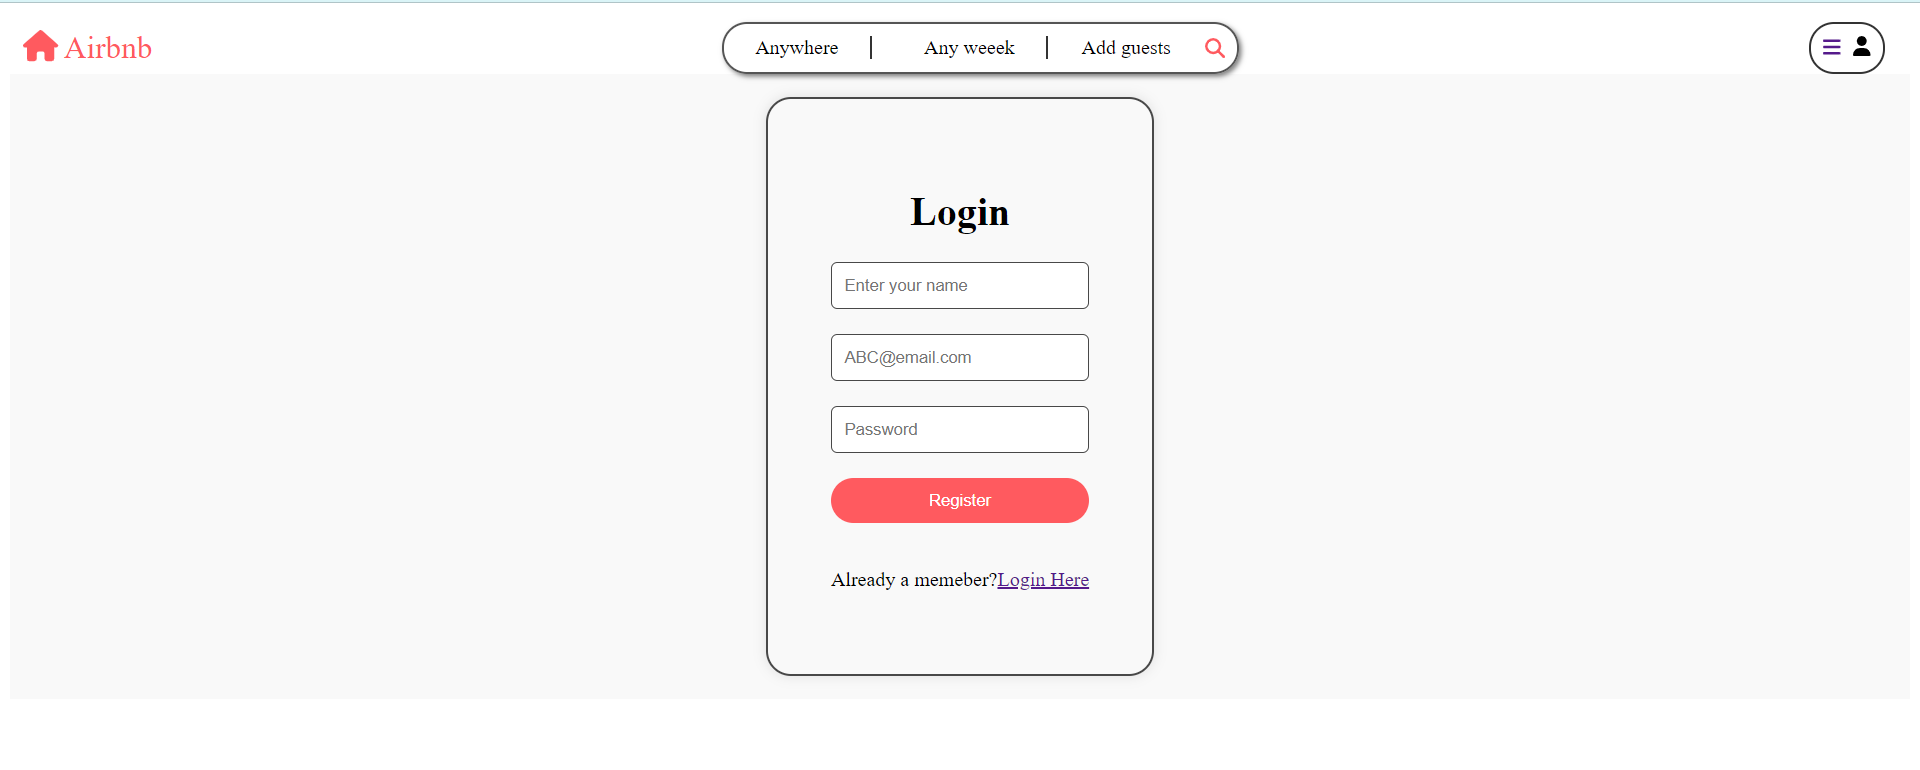 Airbnb
Anywhere
Any weeek
Add guests
Login
Enter your name
ABC@email.com
Password
Register
Already a memeber?Login Here